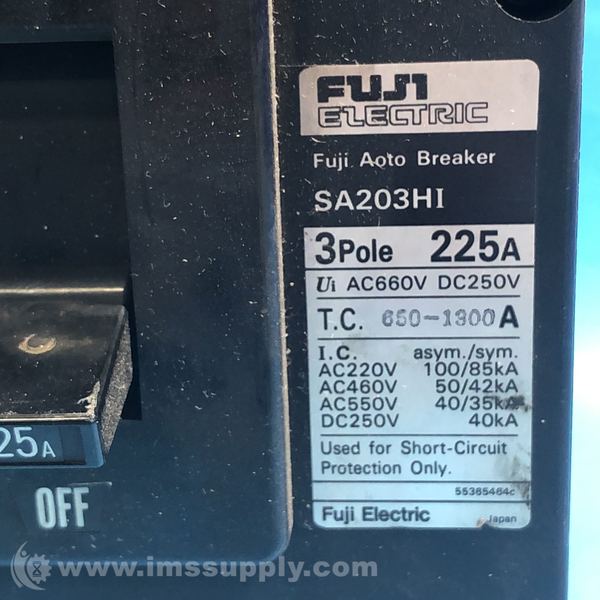 FUJI
ELECTRIC
Fuji Aoto Breaker
SA203HI
3Pole 225A
Ui AC660V DC250V
T.C. 650-1300 A
I.C. asym./sym.
AC220V 100/85kA
AC460V 50/42kA
AC550V 40/35kA
DC250V 40kA
Used for Short-Circuit
Protection Only.
55385484c
Fuji Electric Japan
25A
OFF
www.imssupply.com/